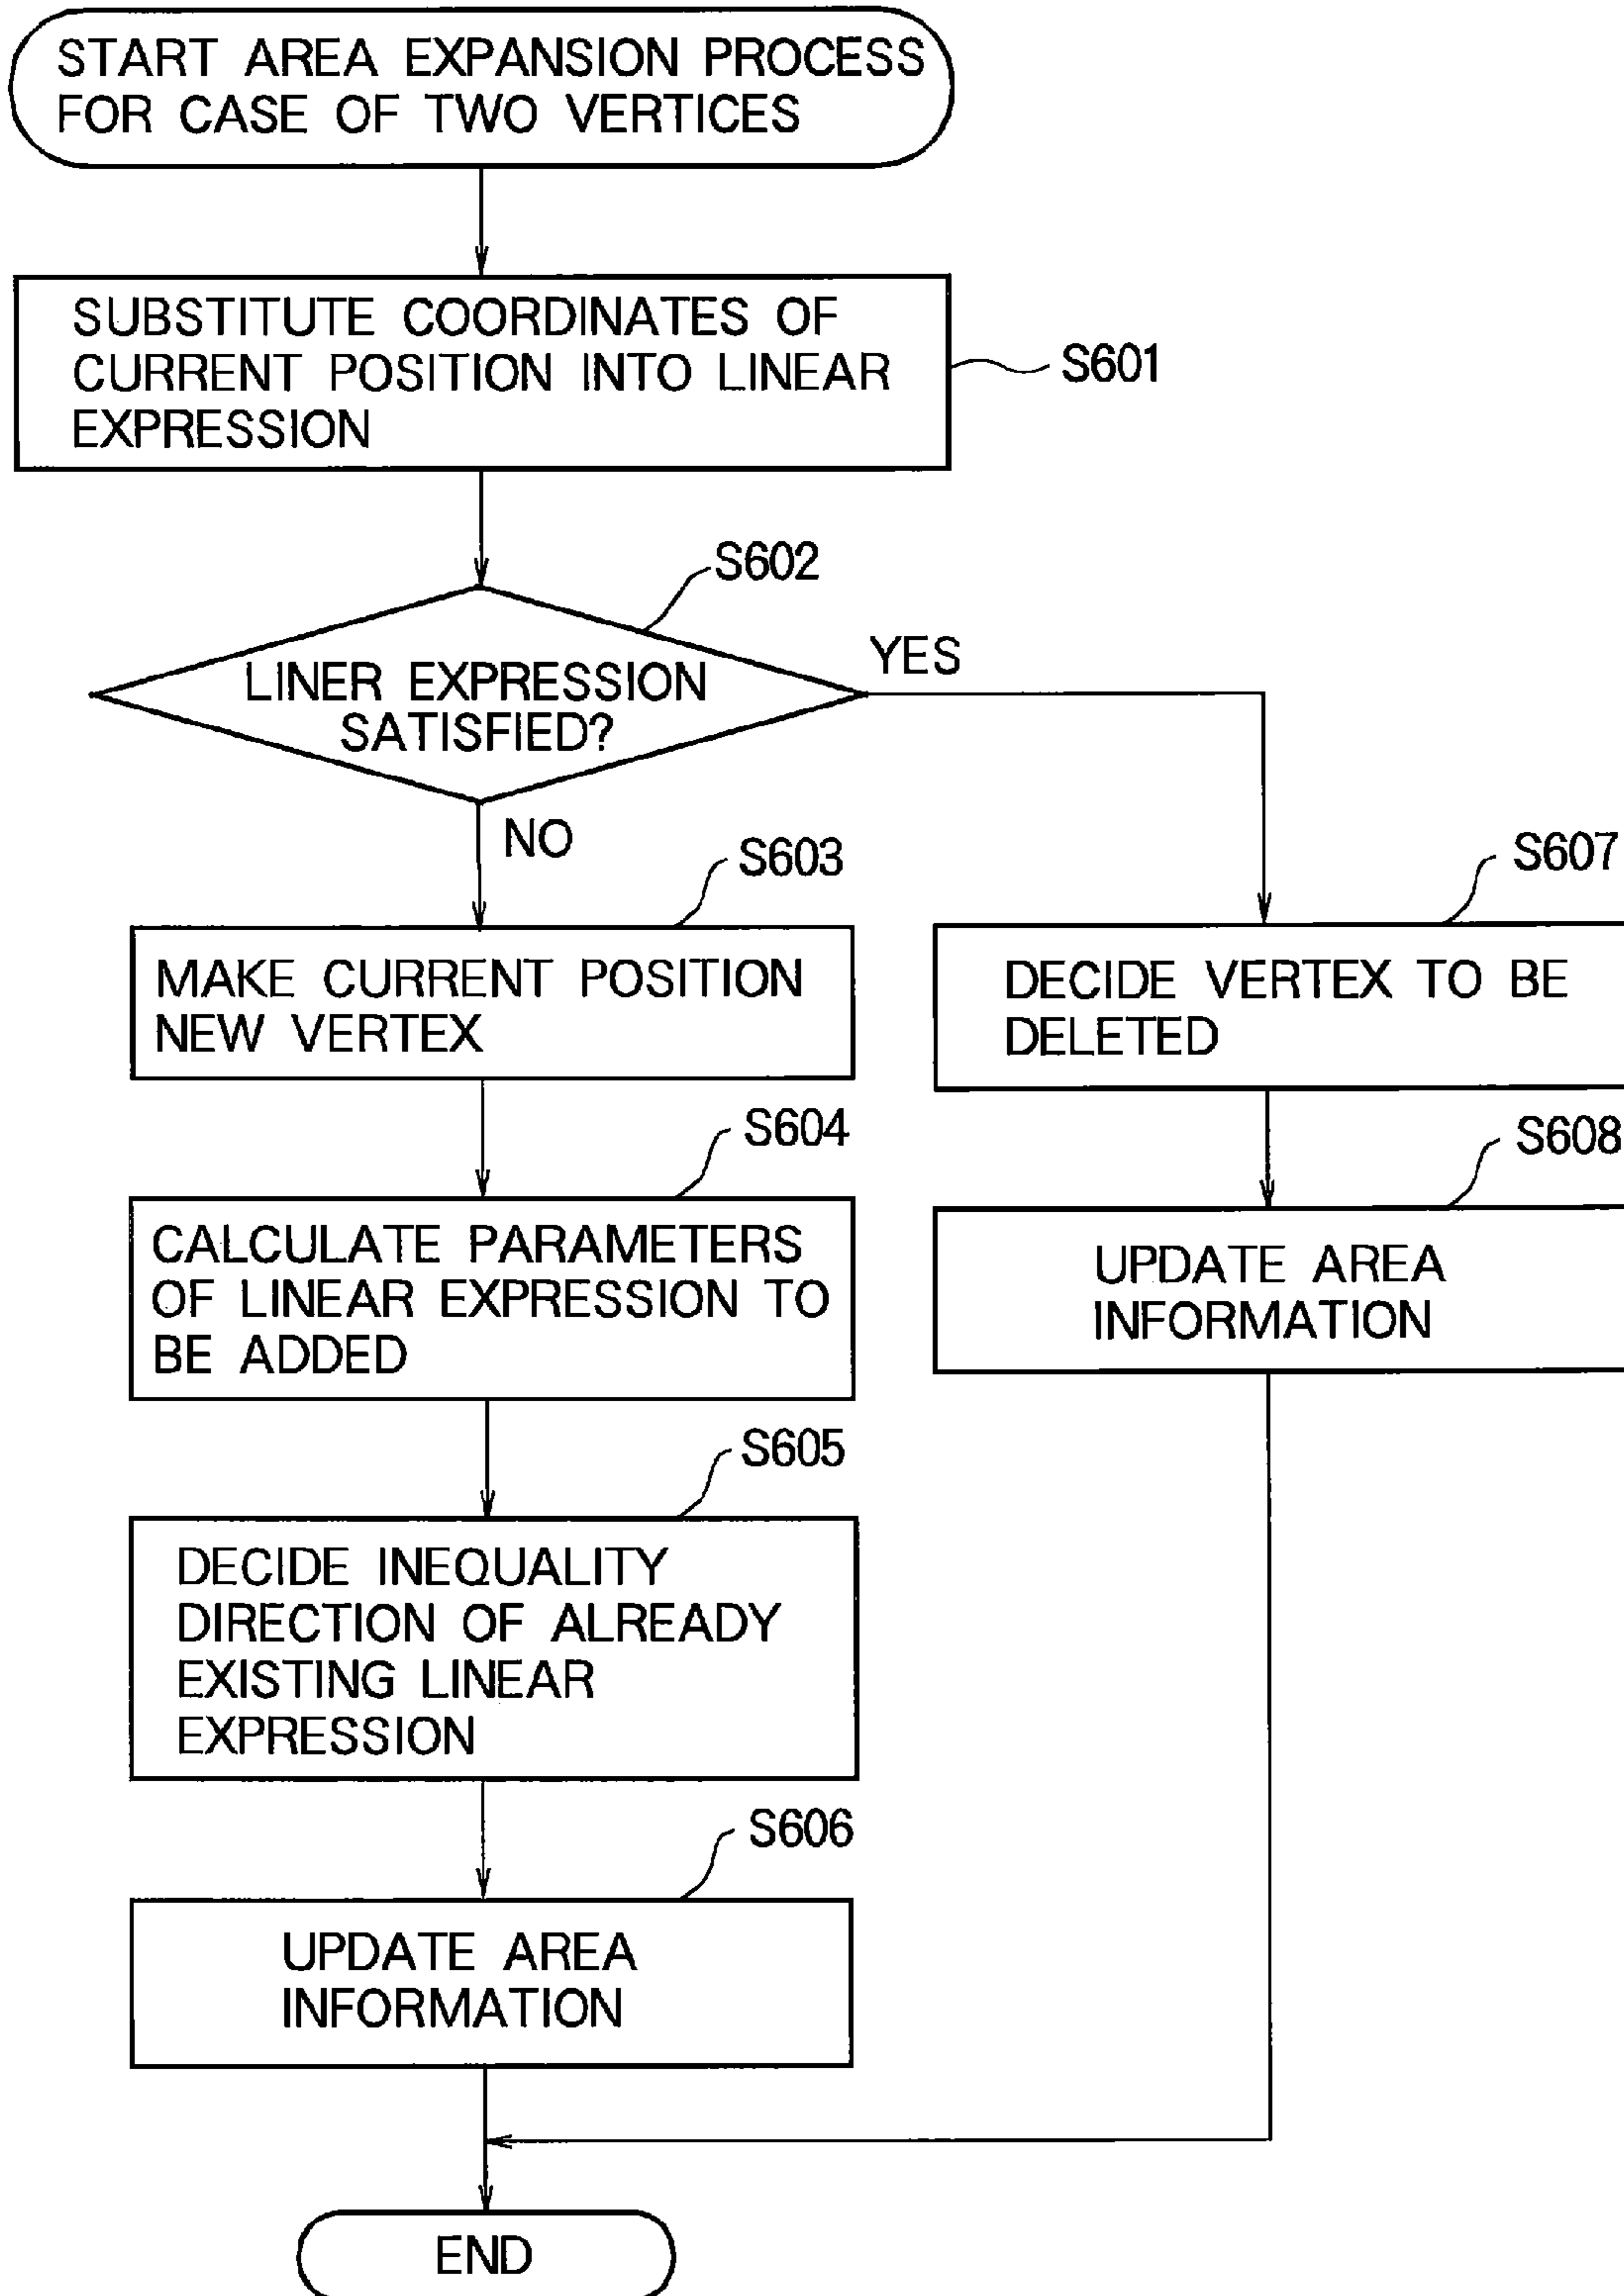 START AREA EXPANSION PROCESS
FOR CASE OF TWO VERTICES
SUBSTITUTE COORDINATES OF
CURRENT POSITION INTO LINEAR
EXPRESSION
S601
S602
LINER EXPRESSION
SATISFIED?
YES
NO
S603
MAKE CURRENT POSITION
NEW VERTEX
S607
DECIDE VERTEX TO BE
DELETED
S604
CALCULATE PARAMETERS
OF LINEAR EXPRESSION TO
BE ADDED
S608
UPDATE AREA
INFORMATION
S605
DECIDE INEQUALITY
DIRECTION OF ALREADY
EXISTING LINEAR
EXPRESSION
S606
UPDATE AREA
INFORMATION
END